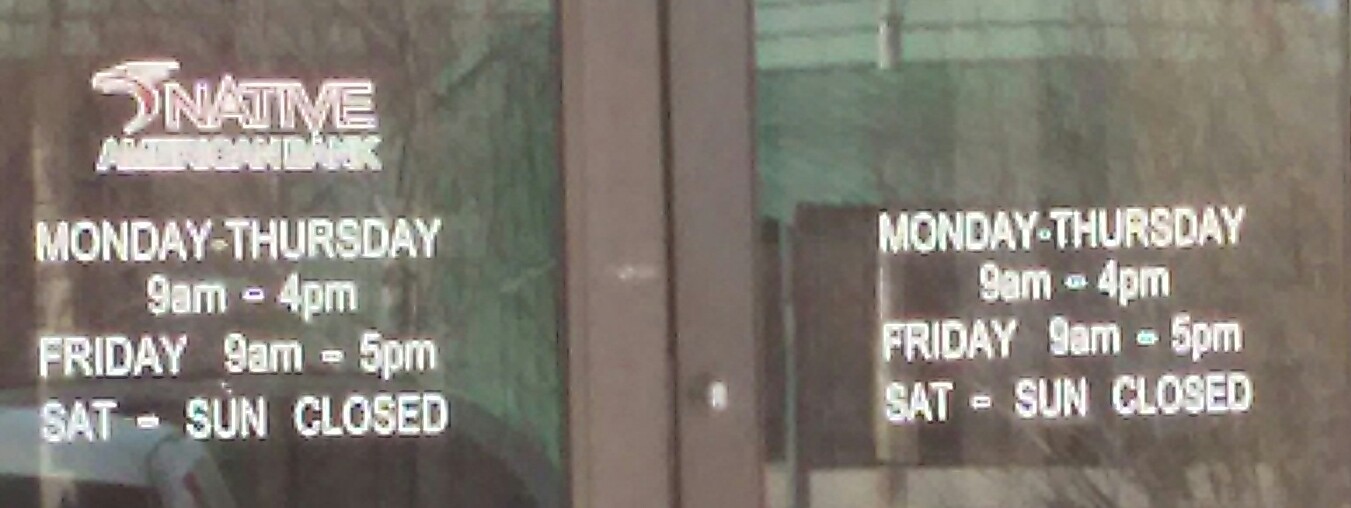 NATIVE
AMERICAN BANK
MONDAY-THURSDAY
9am - 4pm
FRIDAY 9am - 5pm
SAT - SUN CLOSED
MONDAY-THURSDAY
9am - 4pm
FRIDAY 9am - 5pm
SAT - SUN CLOSED